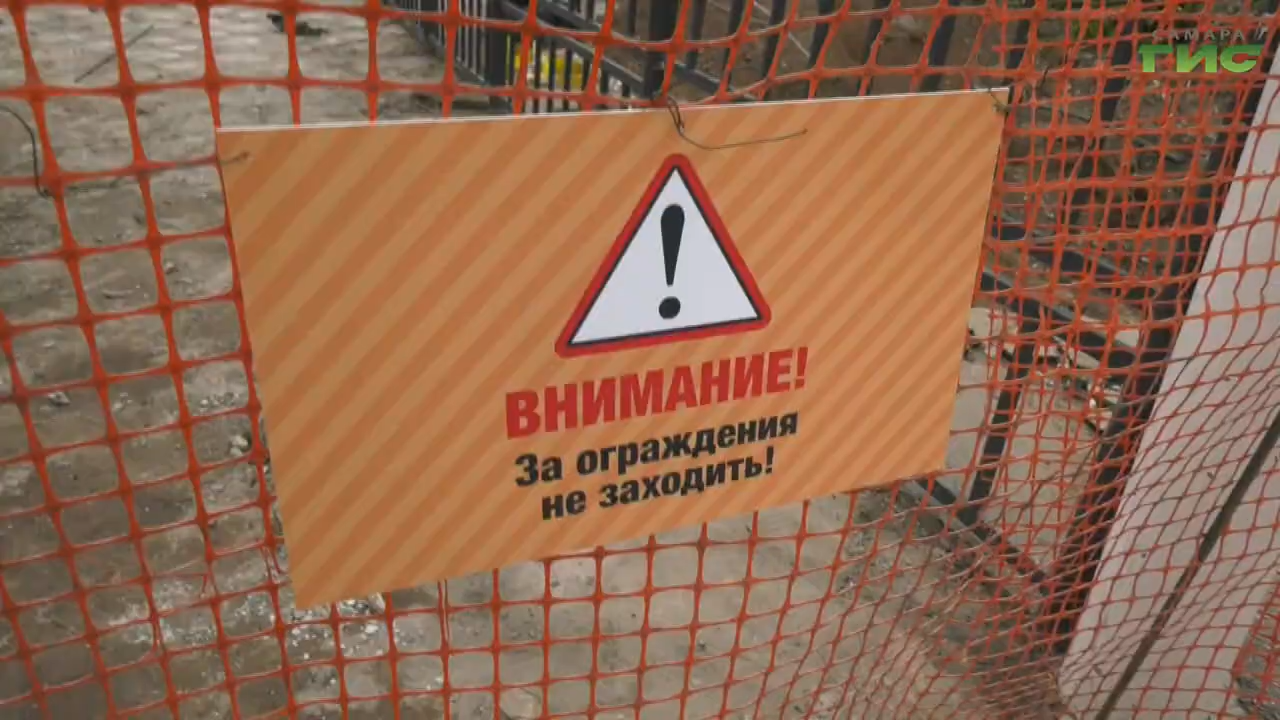 САМАРА
ГИС
ВНИМАНИЕ!
За ограждения
не заходить!